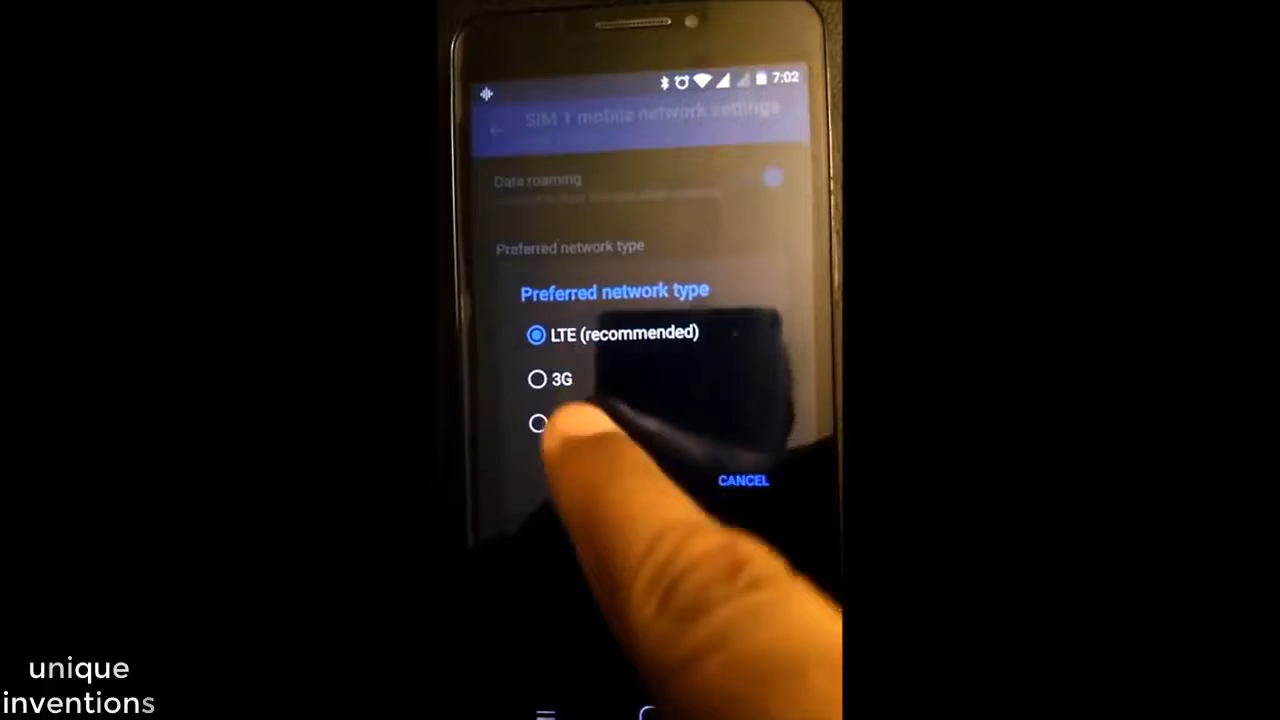 7:02
SIM 1 mobile network settings
Data roaming
Preferred network type
Preferred network type
LTE (recommended)
3G
CANCEL
unique
inventions